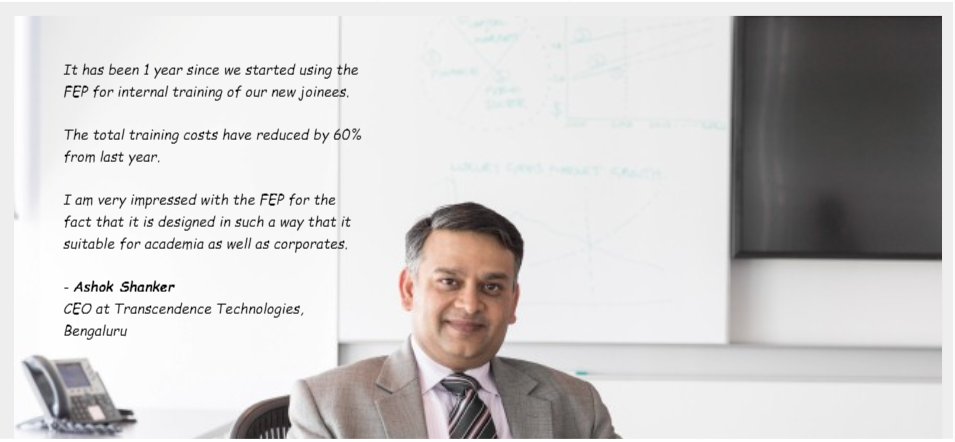 It has been 1 year since we started using the
FEP for internal training of our new joinees.
The total training costs have reduced by 60%
from last year.
I am very impressed with the FEP for the
fact that it is designed in such a way that it
suitable for academia as well as corporates.
- Ashok Shanker
CEO at Transcendence Technologies,
Bengaluru